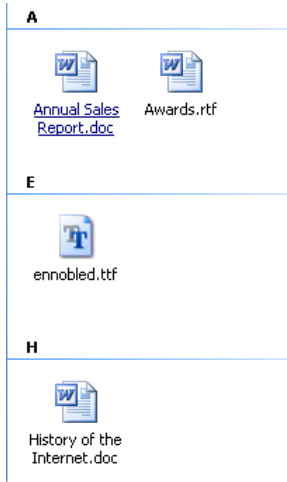 A
Annual Sales
Report.doc
Awards.rtf
E
ennobled.ttf
H
History of the
Internet.doc